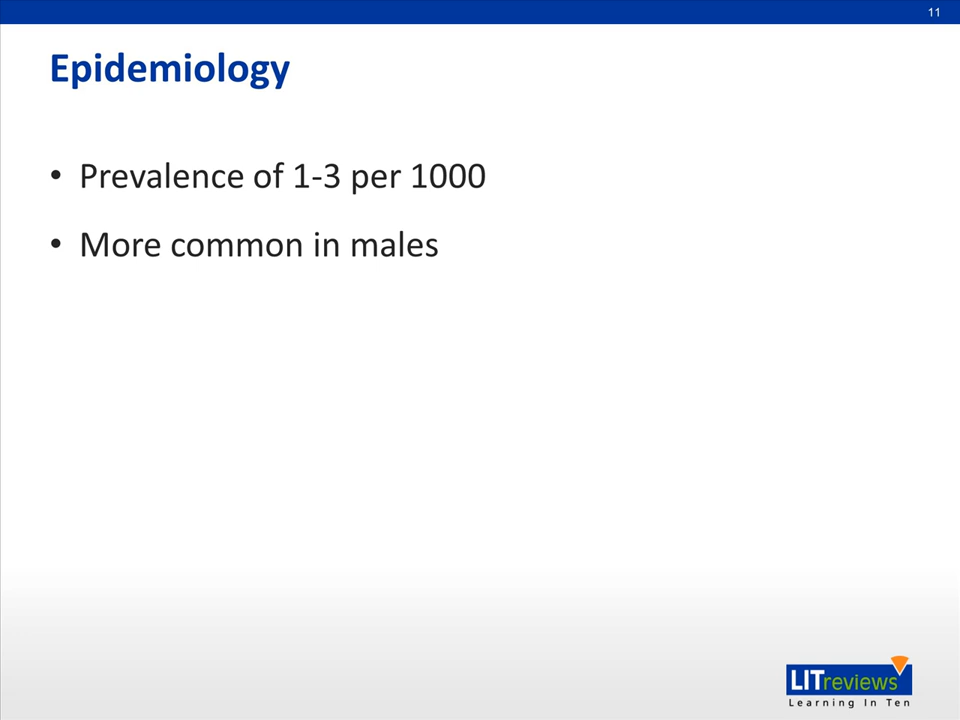 11
Epidemiology
• Prevalence of 1-3 per 1000
• More common in males
LITreviews
Learning In Ten